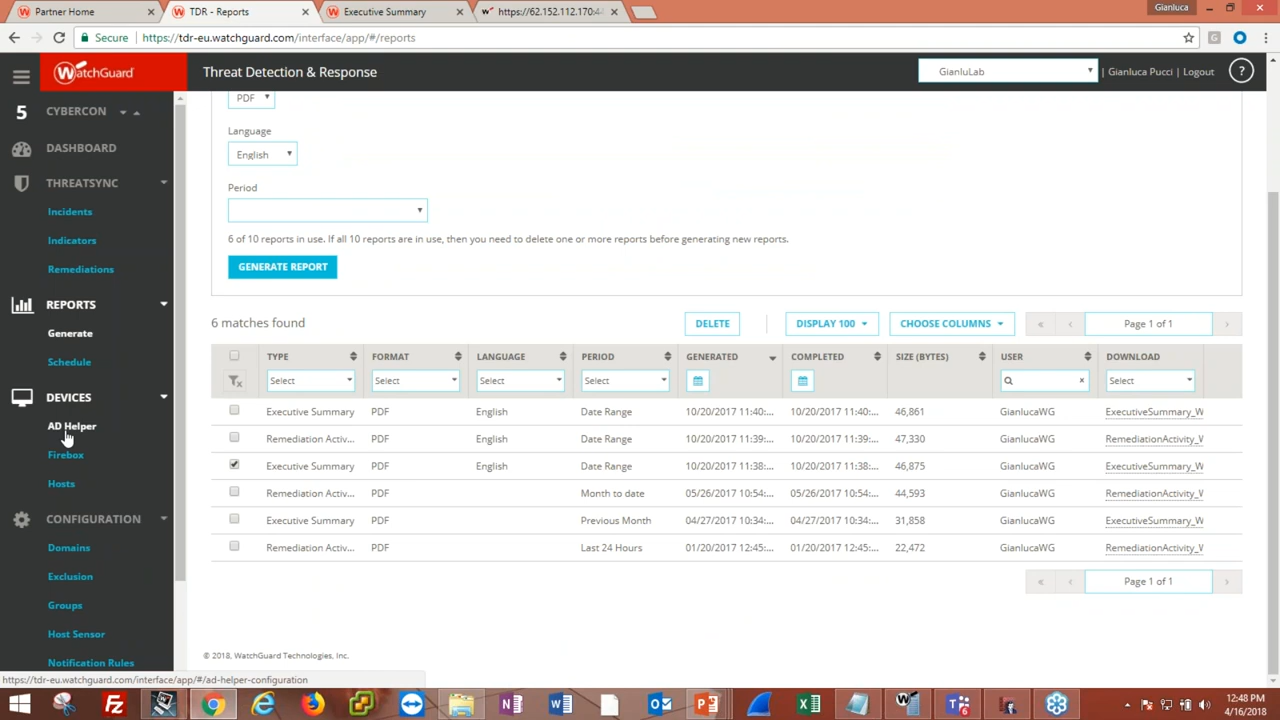 Partner Home
TDR - Reports
Executive Summary
https://62.152.112.170:4
Gianluca
Secure
https://tdr-eu.watchguard.com/interface/app/#/reports
WatchGuard
Threat Detection & Response
GianluLab
Gianluca Pucci
Logout
?
5 CYBERCON
DASHBOARD
THREATSYNC
Incidents
Indicators
Remediations
REPORTS
Generate
Schedule
DEVICES
AD Helper
Firebox
Hosts
CONFIGURATION
Domains
Exclusion
Groups
Host Sensor
Notification Rules
PDF
Language
English
Period
6 of 10 reports in use. If all 10 reports are in use, then you need to delete one or more reports before generating new reports.
GENERATE REPORT
6 matches found
DELETE
DISPLAY 100
CHOOSE COLUMNS
« ‹ Page 1 of 1 ›
TYPE FORMAT LANGUAGE PERIOD GENERATED COMPLETED SIZE (BYTES) USER DOWNLOAD
Select Select Select Select × Select
Executive Summary PDF English Date Range 10/20/2017 11:40:... 10/20/2017 11:40:... 46,861 GianlucaWG ExecutiveSummary_W
Remediation Activ... PDF English Date Range 10/20/2017 11:39:... 10/20/2017 11:39:... 47,330 GianlucaWG RemediationActivity_W
Executive Summary PDF English Date Range 10/20/2017 11:38:... 10/20/2017 11:38:... 46,875 GianlucaWG ExecutiveSummary_W
Remediation Activ... PDF Month to date 05/26/2017 10:54:... 05/26/2017 10:54:... 44,593 GianlucaWG RemediationActivity_W
Executive Summary PDF Previous Month 04/27/2017 10:34:... 04/27/2017 10:34:... 31,858 GianlucaWG ExecutiveSummary_W
Remediation Activ... PDF Last 24 Hours 01/20/2017 12:45:... 01/20/2017 12:45:... 22,472 GianlucaWG RemediationActivity_W
« ‹ Page 1 of 1 ›
© 2018, WatchGuard Technologies, Inc.
https://tdr-eu.watchguard.com/interface/app/#/ad-helper-configuration
12:48 PM
4/16/2018